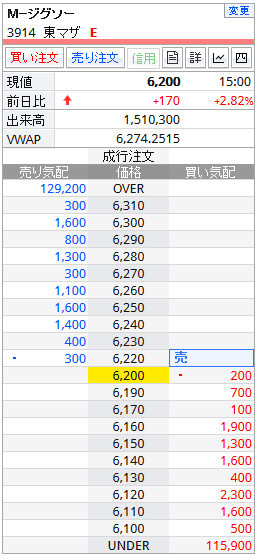 M－ジグソー
変更
3914 東マザ E
買い注文 売り注文 信用 詳 四
現値 6,200 15:00
前日比 +170 +2.82%
出来高 1,510,300
VWAP 6,274.2515
成行注文
売り気配 価格 買い気配
129,200 OVER
300 6,310
1,600 6,300
800 6,290
1,300 6,280
300 6,270
1,100 6,260
1,600 6,250
1,400 6,240
400 6,230
- 300 6,220 売
6,200 - 200
6,190 700
6,170 100
6,160 1,900
6,150 1,300
6,140 1,600
6,130 400
6,120 2,300
6,110 1,600
6,100 500
UNDER 115,900